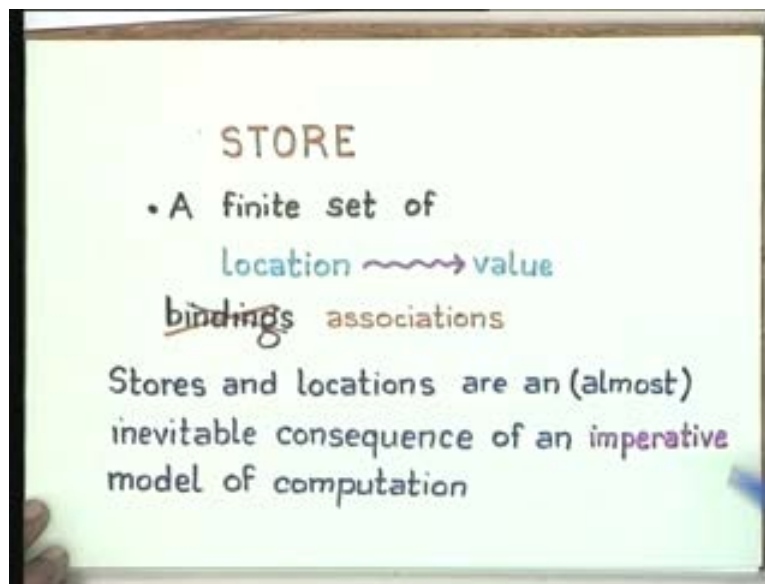 STORE
• A finite set of
location ⟿ value
bindings associations
Stores and locations are an (almost)
inevitable consequence of an imperative
model of computation